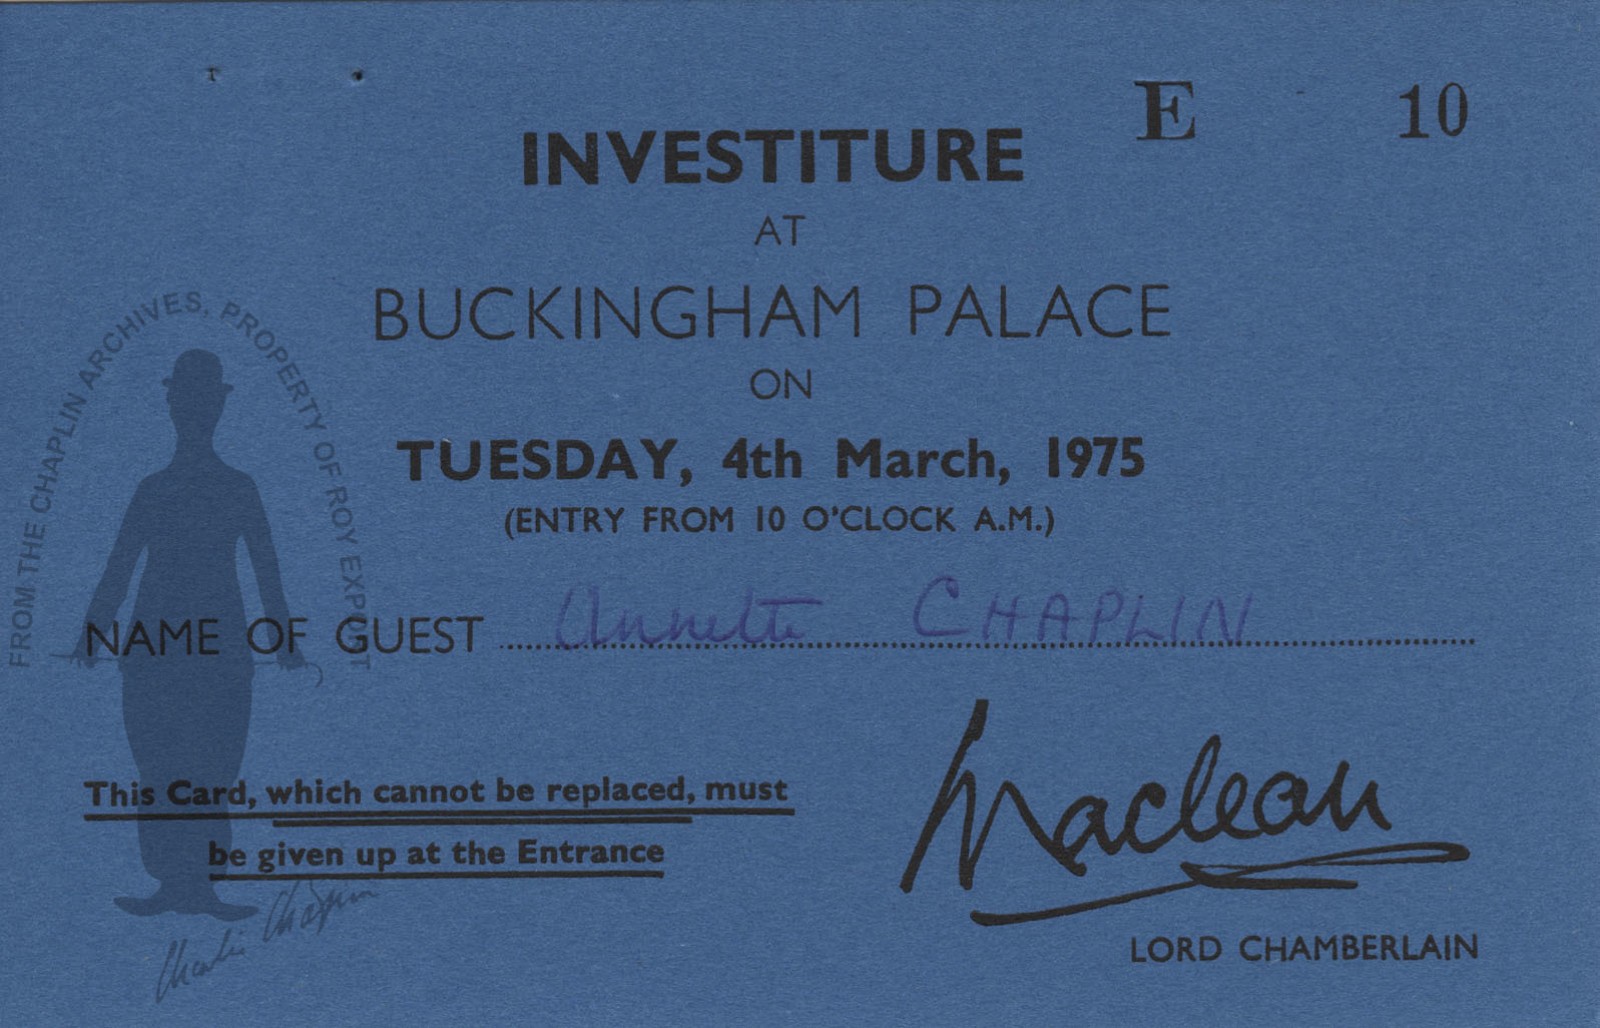 E 10
INVESTITURE
AT
BUCKINGHAM PALACE
ON
TUESDAY, 4th March, 1975
(ENTRY FROM 10 O'CLOCK A.M.)
NAME OF GUEST Annette CHAPLIN
This Card, which cannot be replaced, must
be given up at the Entrance
Maclean
LORD CHAMBERLAIN
FROM THE CHAPLIN ARCHIVES, PROPERTY OF ROY EXPORT
Charlie Chaplin